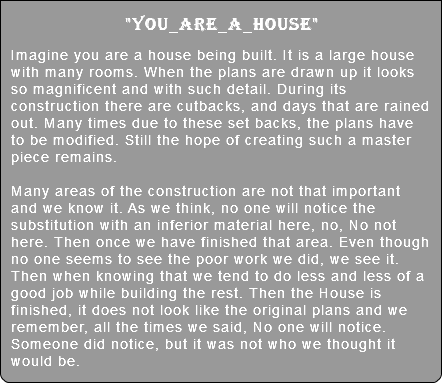 "YOU_ARE_A_HOUSE"
Imagine you are a house being built. It is a large house
with many rooms. When the plans are drawn up it looks
so magnificent and with such detail. During its
construction there are cutbacks, and days that are rained
out. Many times due to these set backs, the plans have
to be modified. Still the hope of creating such a master
piece remains.
Many areas of the construction are not that important
and we know it. As we think, no one will notice the
substitution with an inferior material here, no, No not
here. Then once we have finished that area. Even though
no one seems to see the poor work we did, we see it.
Then when knowing that we tend to do less and less of a
good job while building the rest. Then the House is
finished, it does not look like the original plans and we
remember, all the times we said, No one will notice.
Someone did notice, but it was not who we thought it
would be.